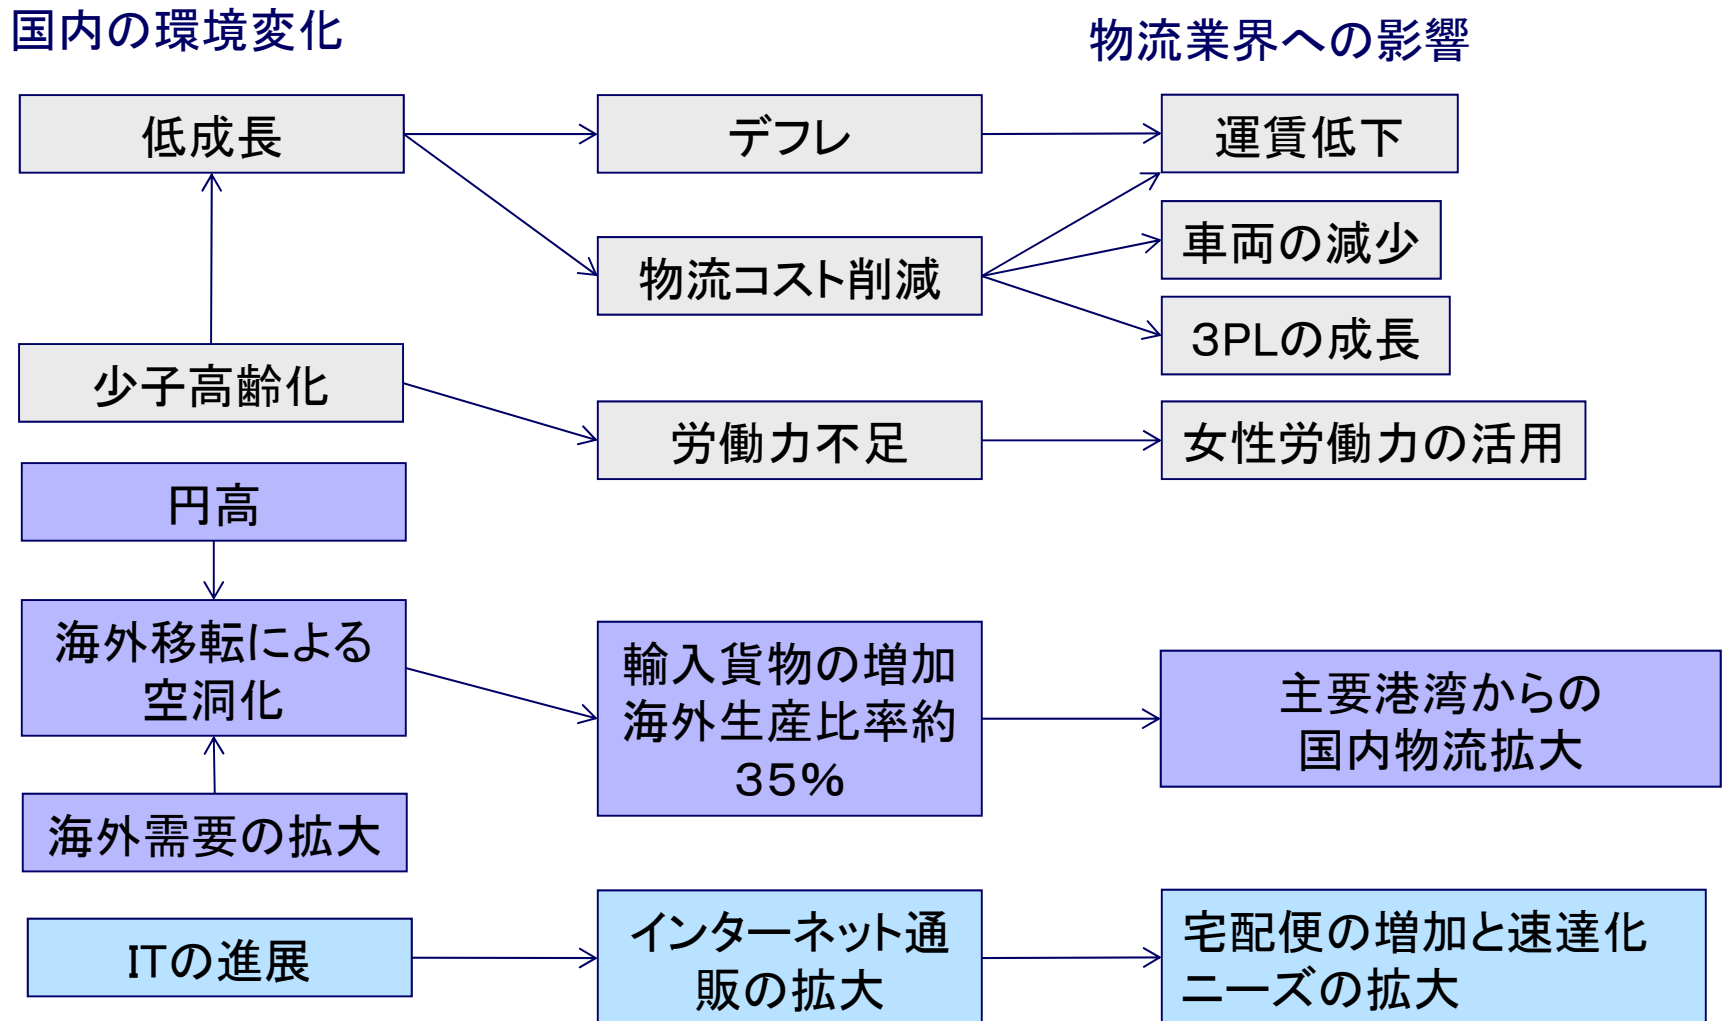 国内の環境変化
物流業界への影響
低成長
デフレ
運賃低下
車両の減少
物流コスト削減
3PLの成長
少子高齢化
労働力不足
女性労働力の活用
円高
海外移転による
空洞化
輸入貨物の増加
海外生産比率約
35%
主要港湾からの
国内物流拡大
海外需要の拡大
ITの進展
インターネット通
販の拡大
宅配便の増加と速達化
ニーズの拡大